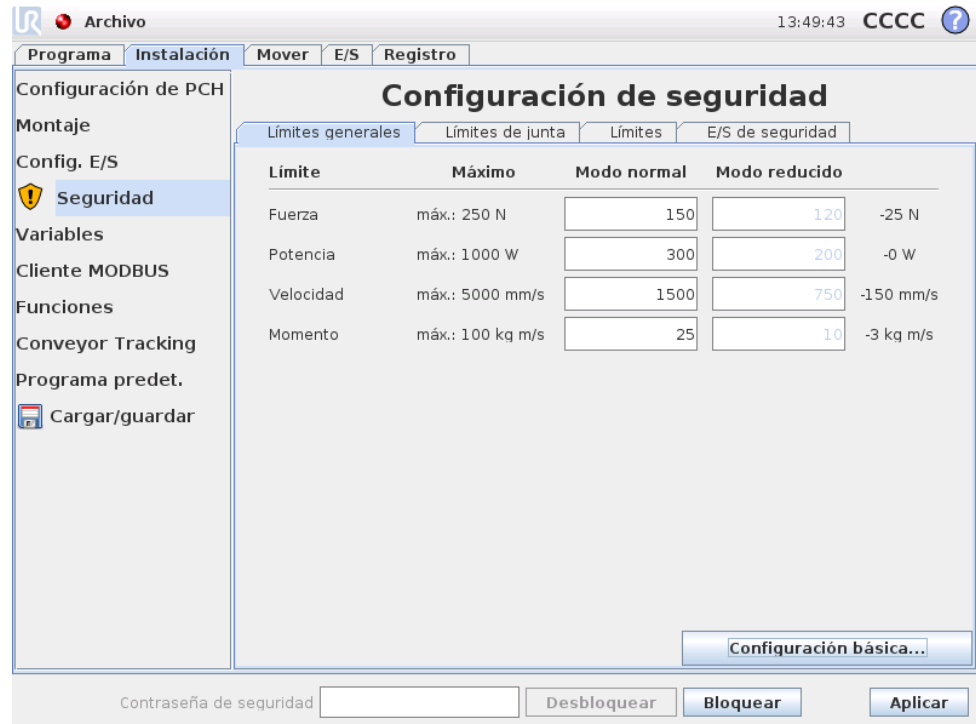 UR Archivo 13:49:43 CCCC ?
Programa Instalación Mover E/S Registro
Configuración de PCH
Montaje
Config. E/S
Seguridad
Variables
Cliente MODBUS
Funciones
Conveyor Tracking
Programa predet.
Cargar/guardar
Configuración de seguridad
Límites generales Límites de junta Límites E/S de seguridad
Límite Máximo Modo normal Modo reducido
Fuerza máx.: 250 N 150 120 -25 N
Potencia máx.: 1000 W 300 200 -0 W
Velocidad máx.: 5000 mm/s 1500 750 -150 mm/s
Momento máx.: 100 kg m/s 25 10 -3 kg m/s
Configuración básica...
Contraseña de seguridad Desbloquear Bloquear Aplicar